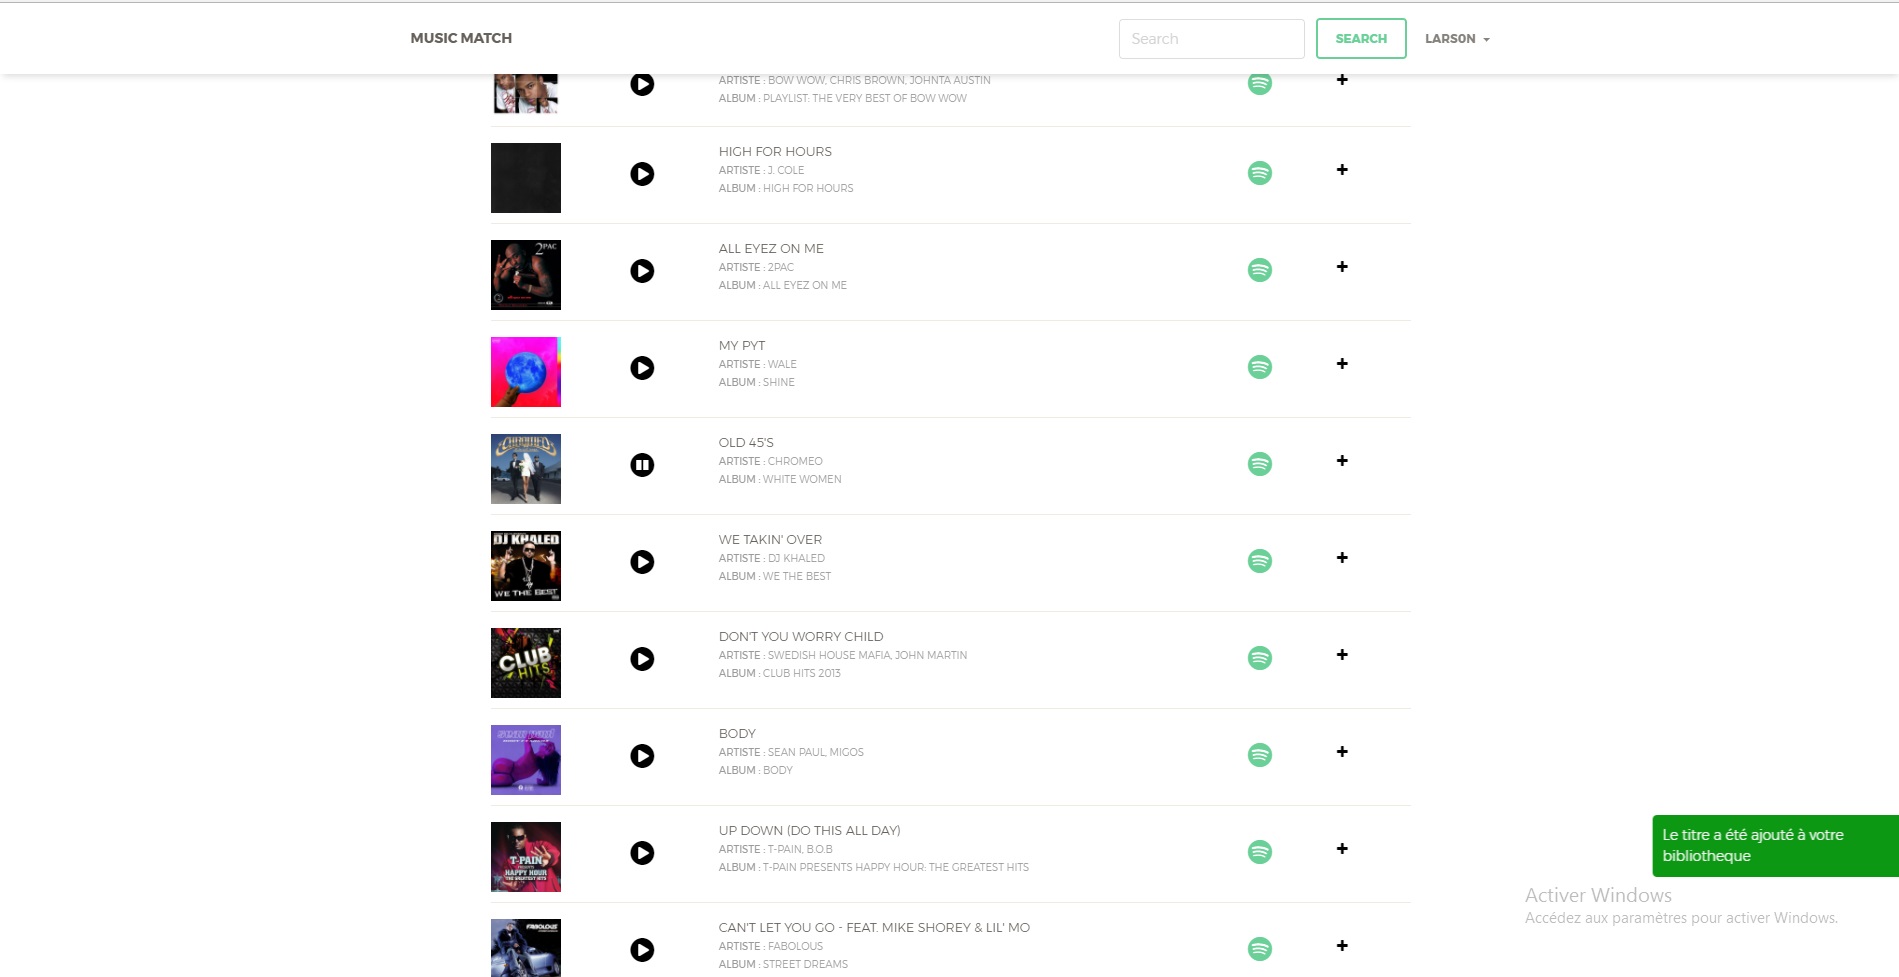 MUSIC MATCH
Search
SEARCH
LARSON
ARTISTE : BOW WOW, CHRIS BROWN, JOHNTA AUSTIN
ALBUM : PLAYLIST: THE VERY BEST OF BOW WOW
HIGH FOR HOURS
ARTISTE : J. COLE
ALBUM : HIGH FOR HOURS
2PAC
ALL EYEZ ON ME
ARTISTE : 2PAC
ALBUM : ALL EYEZ ON ME
MY PYT
ARTISTE : WALE
ALBUM : SHINE
CHROMEO
OLD 45'S
ARTISTE : CHROMEO
ALBUM : WHITE WOMEN
DJ KHALED
WE THE BEST
WE TAKIN' OVER
ARTISTE : DJ KHALED
ALBUM : WE THE BEST
CLUB
HITS
DON'T YOU WORRY CHILD
ARTISTE : SWEDISH HOUSE MAFIA, JOHN MARTIN
ALBUM : CLUB HITS 2013
sean paul
BODY
ARTISTE : SEAN PAUL, MIGOS
ALBUM : BODY
T-PAIN
PRESENTS
HAPPY HOUR
THE GREATEST HITS
UP DOWN (DO THIS ALL DAY)
ARTISTE : T-PAIN, B.O.B
ALBUM : T-PAIN PRESENTS HAPPY HOUR: THE GREATEST HITS
FABOLOUS
CAN'T LET YOU GO - FEAT. MIKE SHOREY & LIL' MO
ARTISTE : FABOLOUS
ALBUM : STREET DREAMS
Le titre a été ajouté à votre
bibliotheque
Activer Windows
Accédez aux paramètres pour activer Windows.